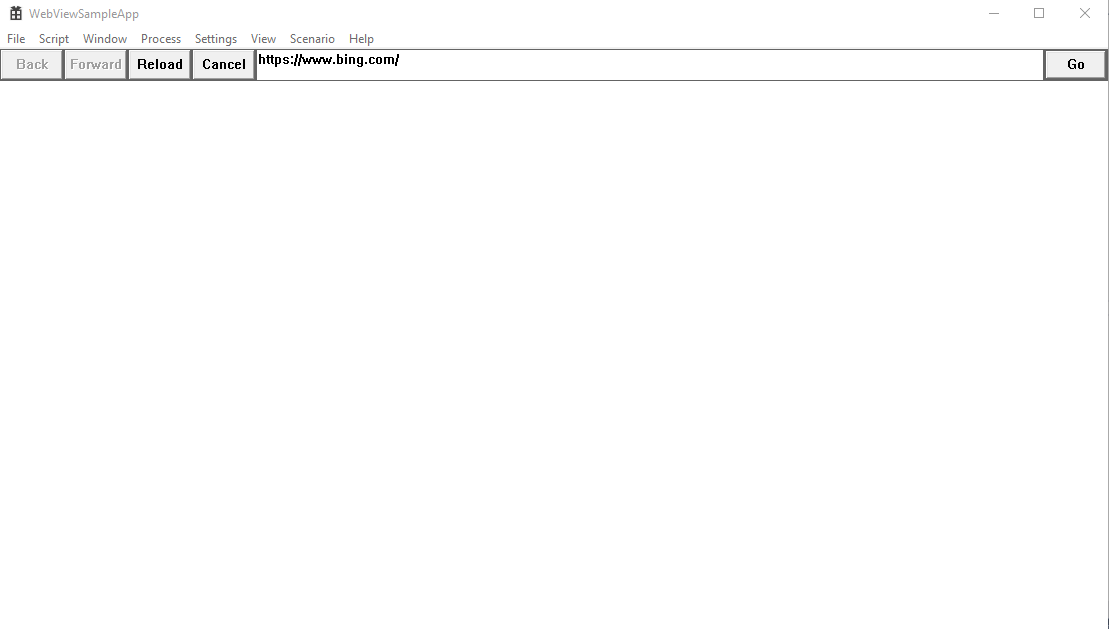 WebViewSampleApp
File Script Window Process Settings View Scenario Help
Back Forward Reload Cancel https://www.bing.com/ Go